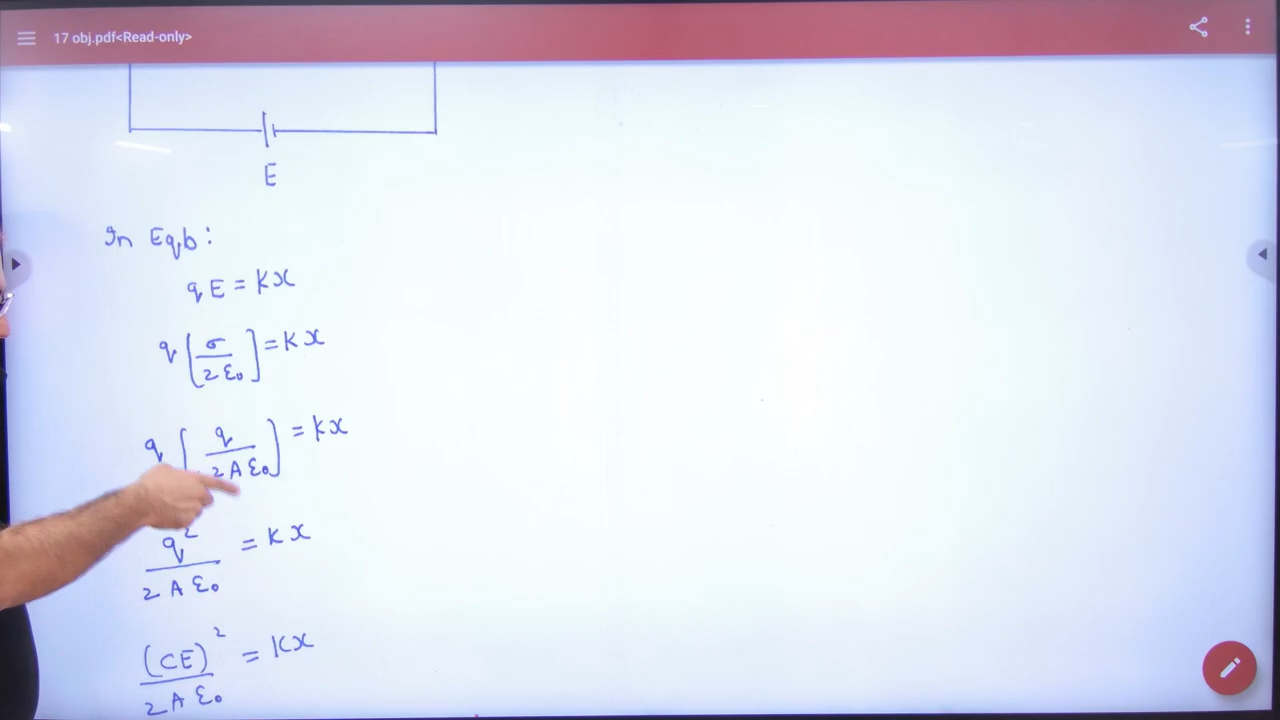 17 obj.pdf<Read-only>
E
In Eqb:
qE = kx
q[σ/2ε₀] = kx
q[q/2Aε₀] = kx
q²/2Aε₀ = kx
(CE)²/2Aε₀ = kx